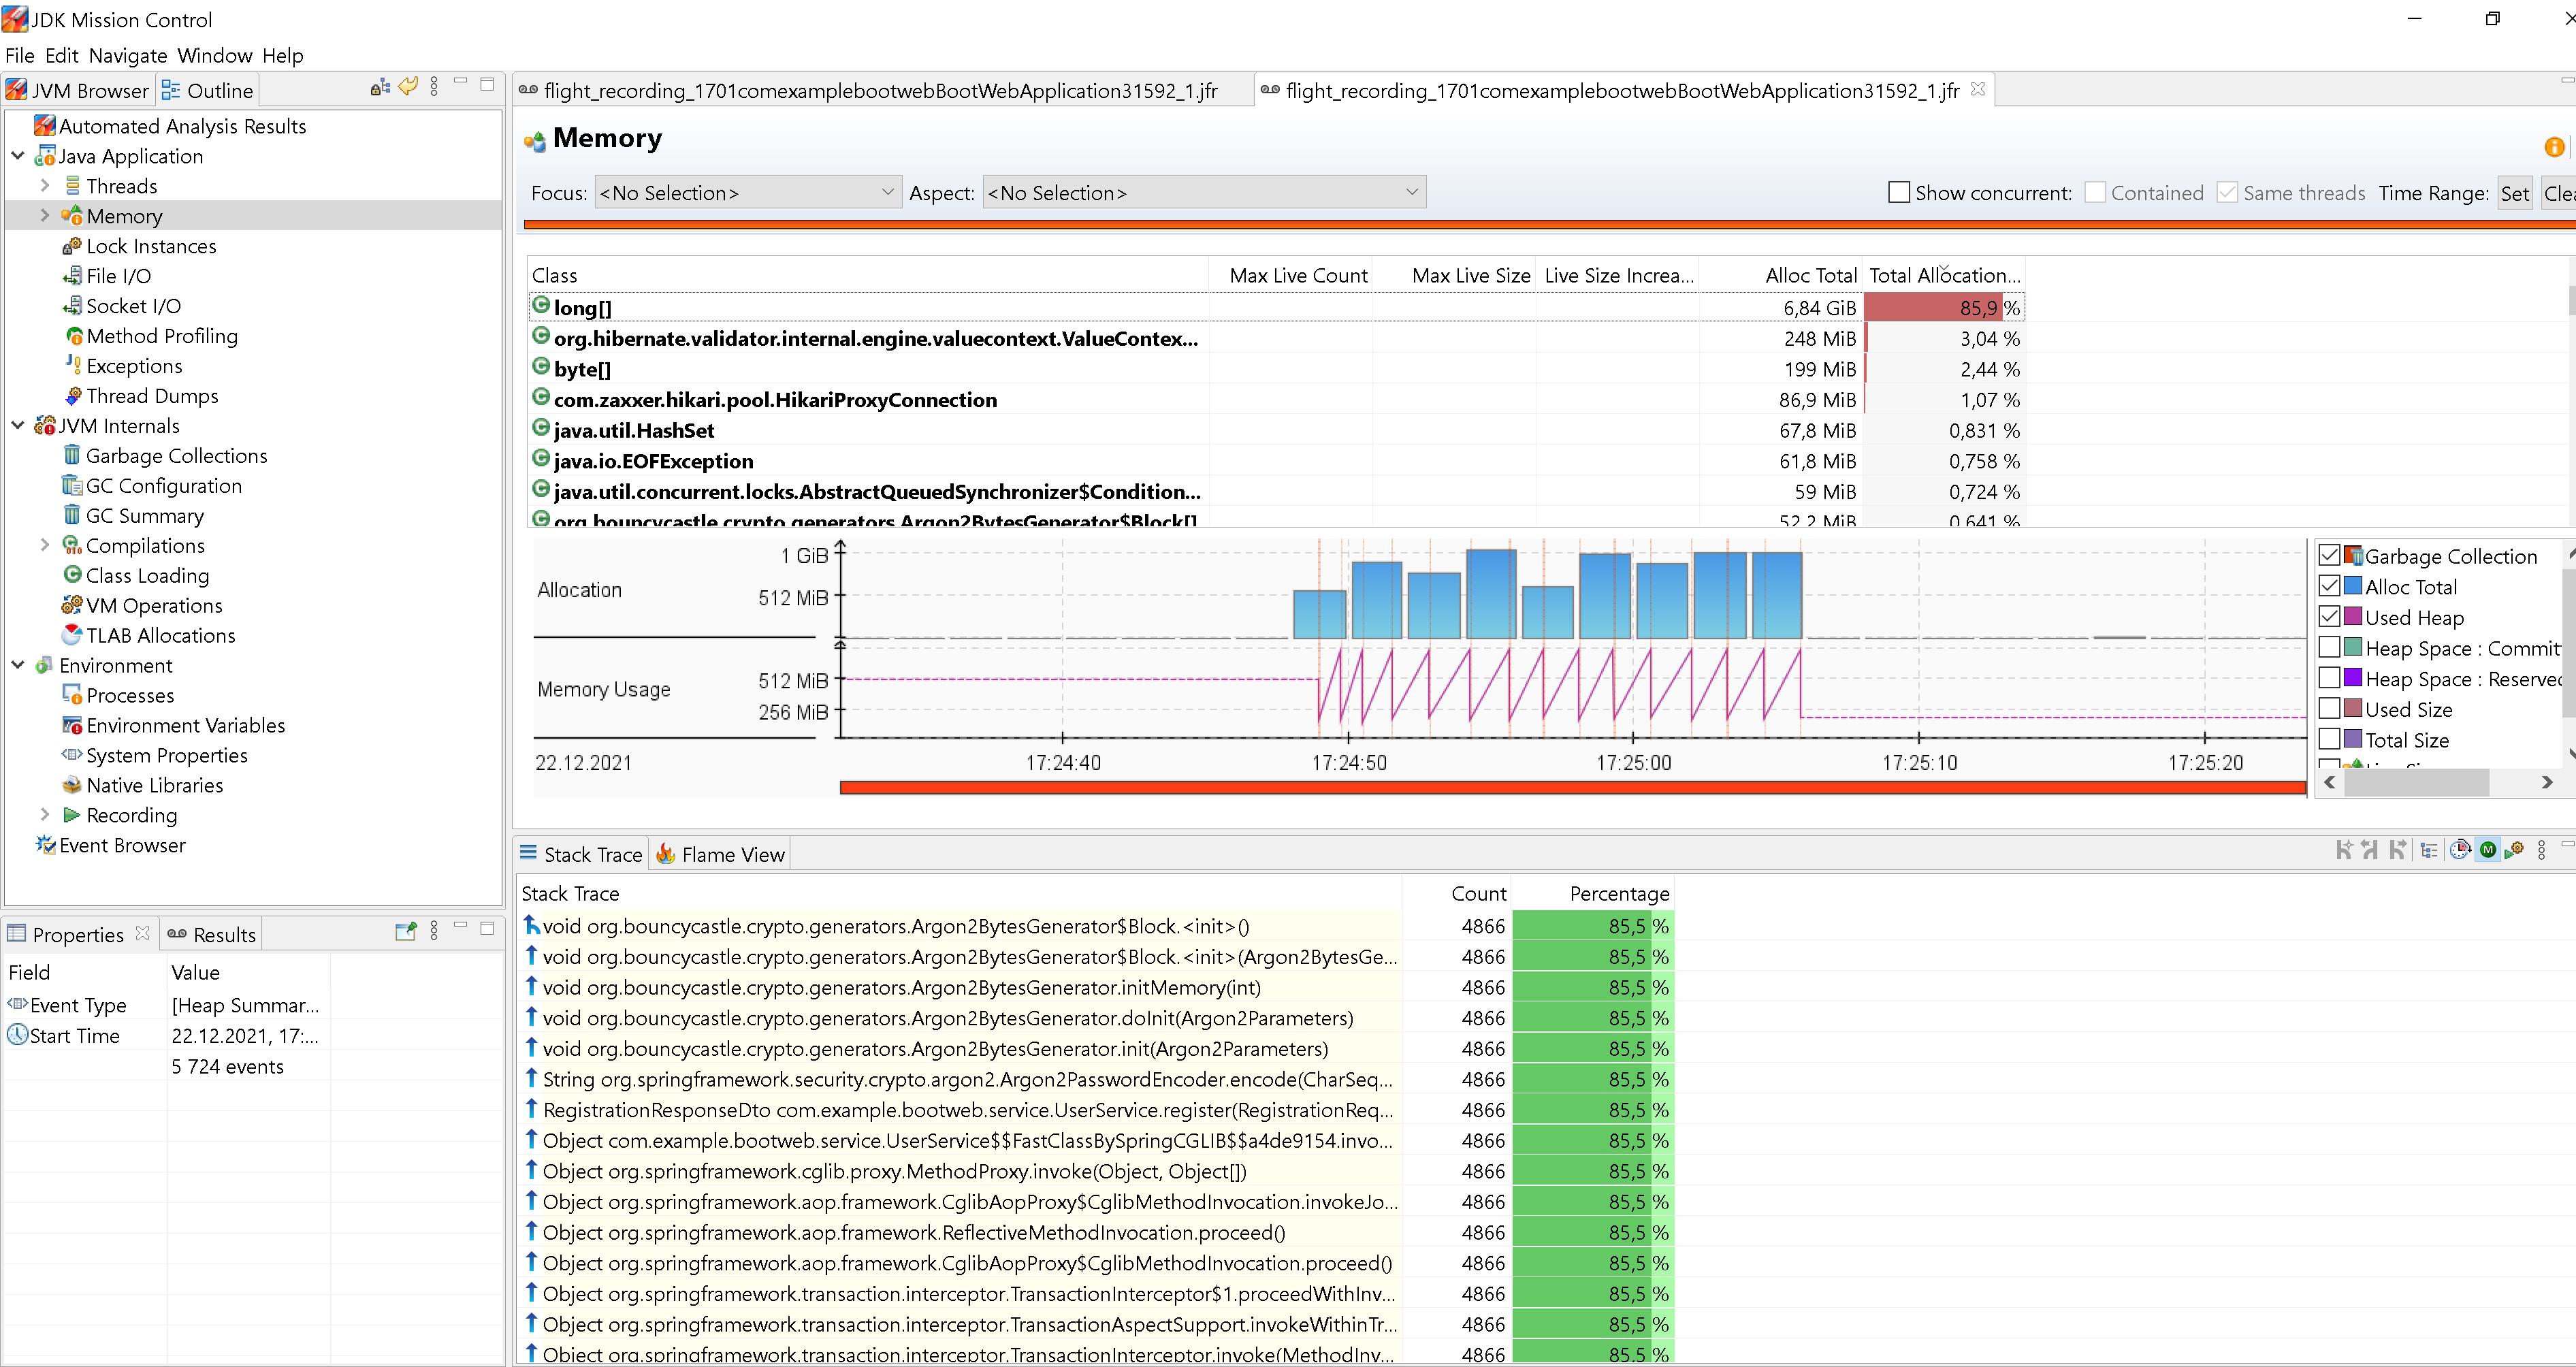 JDK Mission Control
File Edit Navigate Window Help
JVM Browser Outline
Automated Analysis Results
Java Application
Threads
Memory
Lock Instances
File I/O
Socket I/O
Method Profiling
Exceptions
Thread Dumps
JVM Internals
Garbage Collections
GC Configuration
GC Summary
Compilations
Class Loading
VM Operations
TLAB Allocations
Environment
Processes
Environment Variables
System Properties
Native Libraries
Recording
Event Browser
Properties Results
Field Value
Event Type [Heap Summar...
Start Time 22.12.2021, 17:...
5 724 events
flight_recording_1701comexamplebootwebBootWebApplication31592_1.jfr flight_recording_1701comexamplebootwebBootWebApplication31592_1.jfr
Memory
Focus: <No Selection> Aspect: <No Selection> Show concurrent: Contained Same threads Time Range: Set Clea
Class Max Live Count Max Live Size Live Size Increa... Alloc Total Total Allocation...
long[] 6,84 GiB 85,9 %
org.hibernate.validator.internal.engine.valuecontext.ValueContex... 248 MiB 3,04 %
byte[] 199 MiB 2,44 %
com.zaxxer.hikari.pool.HikariProxyConnection 86,9 MiB 1,07 %
java.util.HashSet 67,8 MiB 0,831 %
java.io.EOFException 61,8 MiB 0,758 %
java.util.concurrent.locks.AbstractQueuedSynchronizer$Condition... 59 MiB 0,724 %
org.bouncycastle.crypto.generators.Argon2BytesGenerator$Block[] 52,2 MiB 0,641 %
Allocation
1 GiB
512 MiB
Memory Usage
512 MiB
256 MiB
22.12.2021 17:24:40 17:24:50 17:25:00 17:25:10 17:25:20
Garbage Collection
Alloc Total
Used Heap
Heap Space : Commit
Heap Space : Reserved
Used Size
Total Size
Stack Trace Flame View
Stack Trace Count Percentage
void org.bouncycastle.crypto.generators.Argon2BytesGenerator$Block.<init>() 4866 85,5 %
void org.bouncycastle.crypto.generators.Argon2BytesGenerator$Block.<init>(Argon2BytesGe... 4866 85,5 %
void org.bouncycastle.crypto.generators.Argon2BytesGenerator.initMemory(int) 4866 85,5 %
void org.bouncycastle.crypto.generators.Argon2BytesGenerator.doInit(Argon2Parameters) 4866 85,5 %
void org.bouncycastle.crypto.generators.Argon2BytesGenerator.init(Argon2Parameters) 4866 85,5 %
String org.springframework.security.crypto.argon2.Argon2PasswordEncoder.encode(CharSeq... 4866 85,5 %
RegistrationResponseDto com.example.bootweb.service.UserService.register(RegistrationReq... 4866 85,5 %
Object com.example.bootweb.service.UserService$$FastClassBySpringCGLIB$$a4de9154.invo... 4866 85,5 %
Object org.springframework.cglib.proxy.MethodProxy.invoke(Object, Object[]) 4866 85,5 %
Object org.springframework.aop.framework.CglibAopProxy$CglibMethodInvocation.invokeJo... 4866 85,5 %
Object org.springframework.aop.framework.ReflectiveMethodInvocation.proceed() 4866 85,5 %
Object org.springframework.aop.framework.CglibAopProxy$CglibMethodInvocation.proceed() 4866 85,5 %
Object org.springframework.transaction.interceptor.TransactionInterceptor$1.proceedWithInv... 4866 85,5 %
Object org.springframework.transaction.interceptor.TransactionAspectSupport.invokeWithinTr... 4866 85,5 %
Object org.springframework.transaction.interceptor.TransactionInterceptor.invoke(MethodInv... 4866 85,5 %